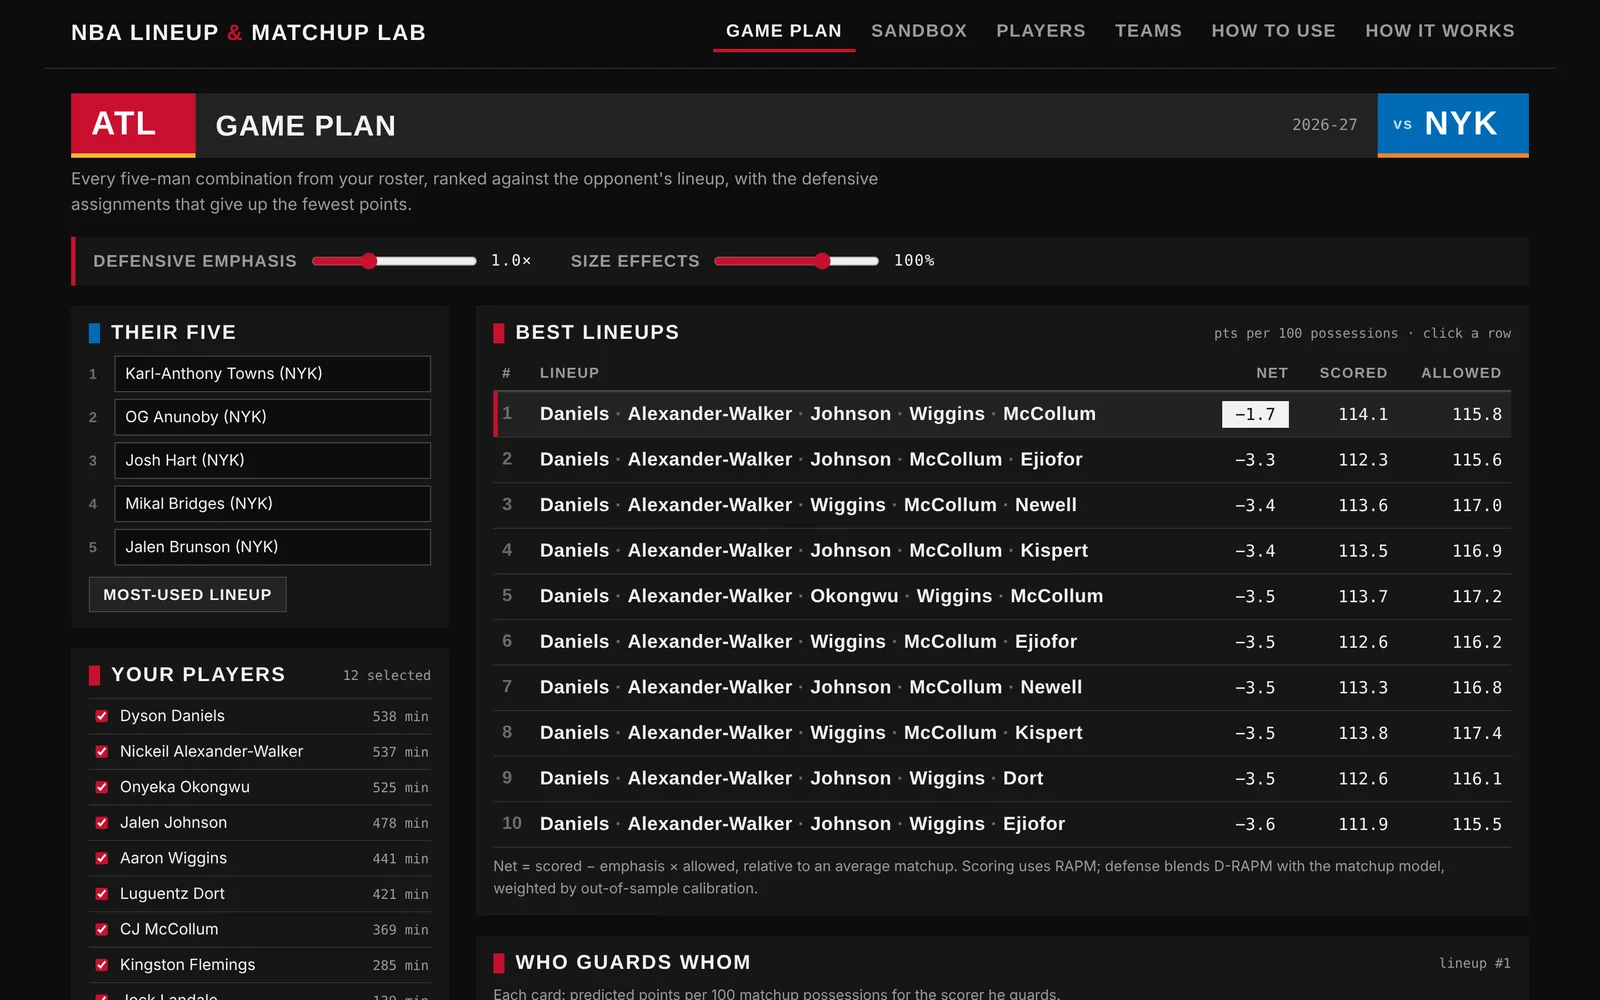 NBA LINEUP & MATCHUP LAB
GAME PLAN SANDBOX PLAYERS TEAMS HOW TO USE HOW IT WORKS
ATL GAME PLAN 2026-27 vs NYK
Every five-man combination from your roster, ranked against the opponent's lineup, with the defensive
assignments that give up the fewest points.
DEFENSIVE EMPHASIS 1.0× SIZE EFFECTS 100%
THEIR FIVE
1 Karl-Anthony Towns (NYK)
2 OG Anunoby (NYK)
3 Josh Hart (NYK)
4 Mikal Bridges (NYK)
5 Jalen Brunson (NYK)
MOST-USED LINEUP
YOUR PLAYERS 12 selected
Dyson Daniels 538 min
Nickeil Alexander-Walker 537 min
Onyeka Okongwu 525 min
Jalen Johnson 478 min
Aaron Wiggins 441 min
Luguentz Dort 421 min
CJ McCollum 369 min
Kingston Flemings 285 min
Jock Landale 139 min
BEST LINEUPS pts per 100 possessions · click a row
# LINEUP NET SCORED ALLOWED
1 Daniels · Alexander-Walker · Johnson · Wiggins · McCollum −1.7 114.1 115.8
2 Daniels · Alexander-Walker · Johnson · McCollum · Ejiofor −3.3 112.3 115.6
3 Daniels · Alexander-Walker · Wiggins · McCollum · Newell −3.4 113.6 117.0
4 Daniels · Alexander-Walker · Johnson · McCollum · Kispert −3.4 113.5 116.9
5 Daniels · Alexander-Walker · Okongwu · Wiggins · McCollum −3.5 113.7 117.2
6 Daniels · Alexander-Walker · Wiggins · McCollum · Ejiofor −3.5 112.6 116.2
7 Daniels · Alexander-Walker · Johnson · McCollum · Newell −3.5 113.3 116.8
8 Daniels · Alexander-Walker · Wiggins · McCollum · Kispert −3.5 113.8 117.4
9 Daniels · Alexander-Walker · Johnson · Wiggins · Dort −3.5 112.6 116.1
10 Daniels · Alexander-Walker · Johnson · Wiggins · Ejiofor −3.6 111.9 115.5
Net = scored − emphasis × allowed, relative to an average matchup. Scoring uses RAPM; defense blends D-RAPM with the matchup model,
weighted by out-of-sample calibration.
WHO GUARDS WHOM lineup #1
Each card: predicted points per 100 matchup possessions for the scorer he guards.